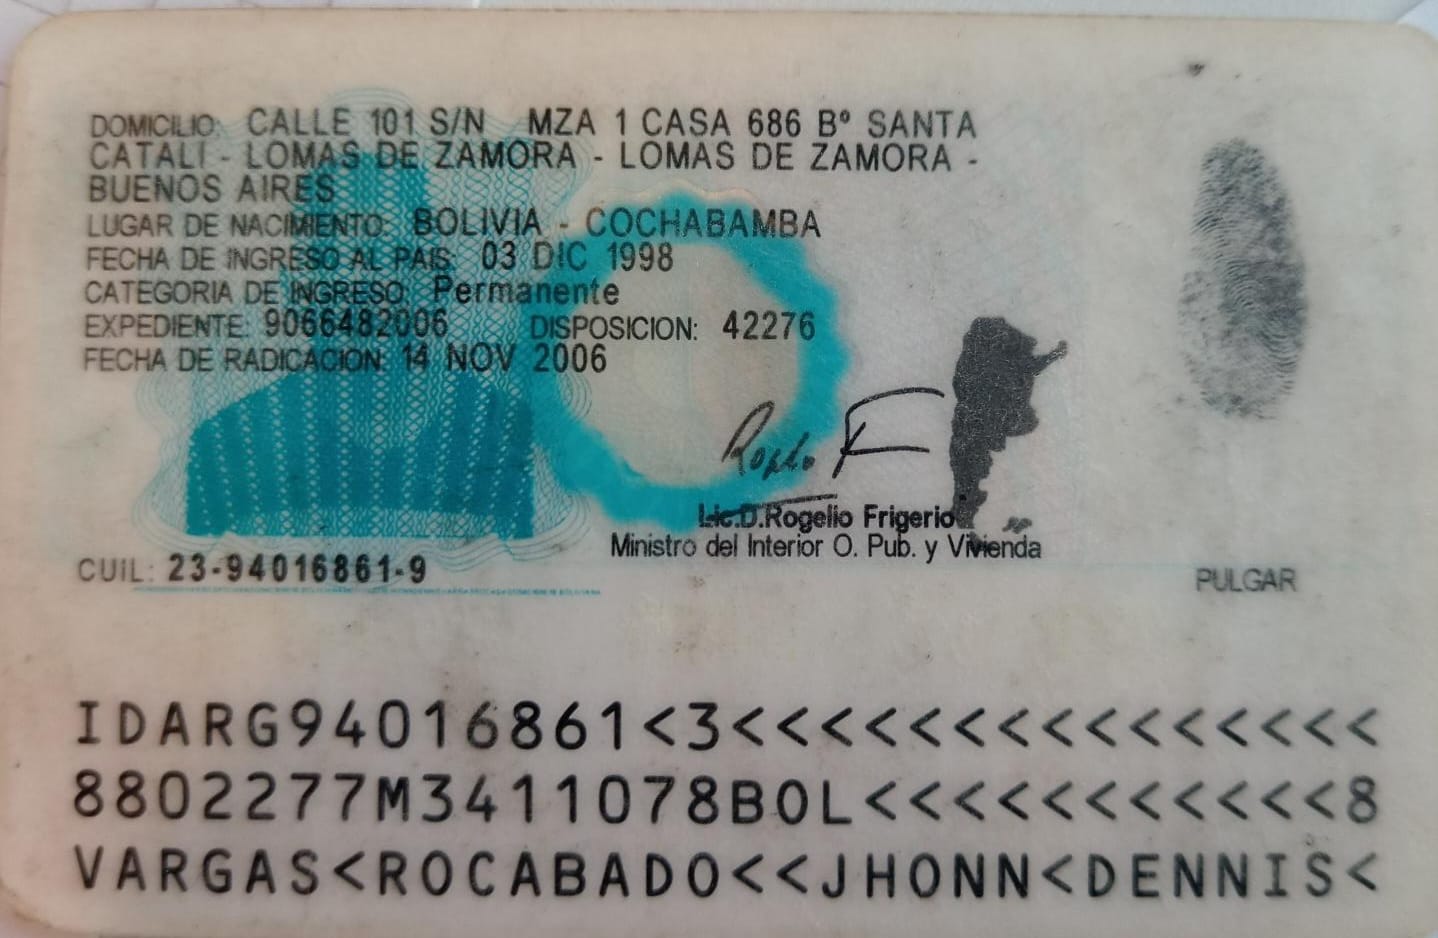 DOMICILIO: CALLE 101 S/N MZA 1 CASA 686 Bº SANTA
CATALI - LOMAS DE ZAMORA - LOMAS DE ZAMORA -
BUENOS AIRES
LUGAR DE NACIMIENTO: BOLIVIA - COCHABAMBA
FECHA DE INGRESO AL PAIS: 03 DIC 1998
CATEGORIA DE INGRESO: Permanente
EXPEDIENTE: 9066482006 DISPOSICION: 42276
FECHA DE RADICACION: 14 NOV 2006
Lic.D.Rogelio Frigerio
Ministro del Interior O. Pub. y Vivienda
CUIL: 23-94016861-9
PULGAR
IDARG94016861<3<<<<<<<<<<<<<<<
8802277M3411078BOL<<<<<<<<<<<8
VARGAS<ROCABADO<<JHONN<DENNIS<